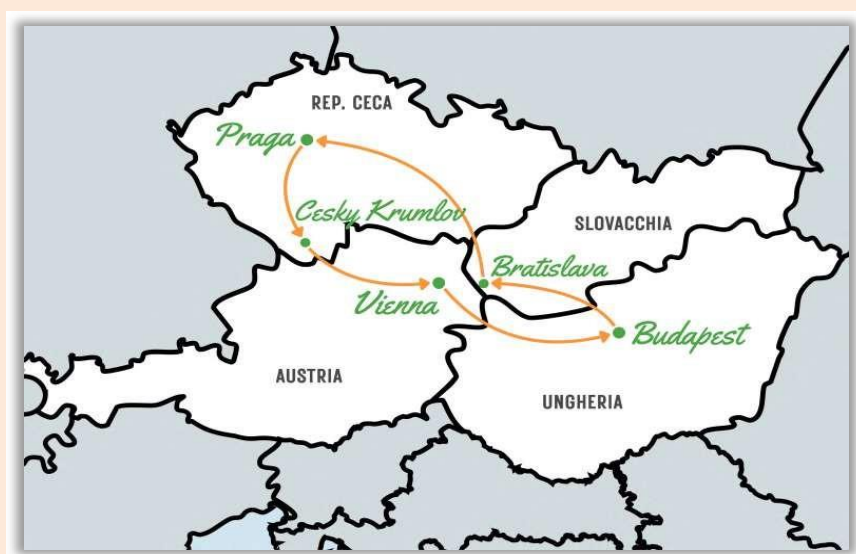 REP. CECA
Praga
Cesky Krumlov
SLOVACCHIA
Bratislava
Vienna
Budapest
AUSTRIA
UNGHERIA